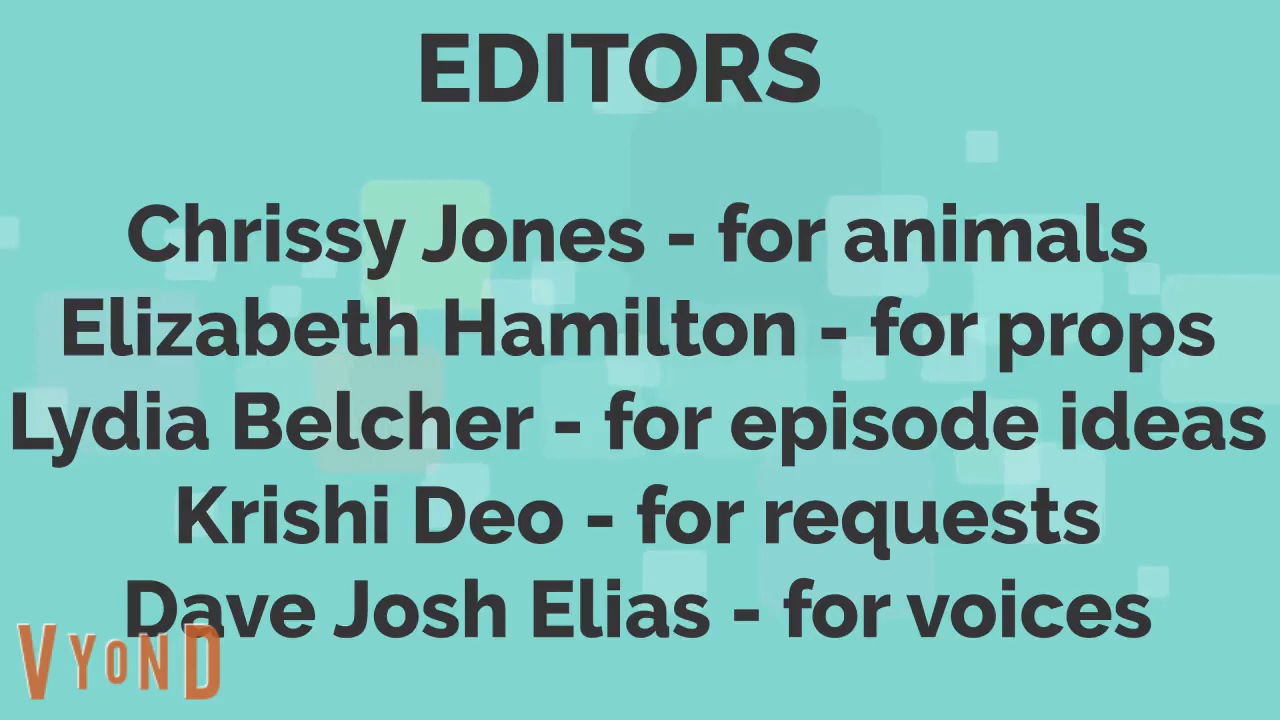 EDITORS
Chrissy Jones - for animals
Elizabeth Hamilton - for props
Lydia Belcher - for episode ideas
Krishi Deo - for requests
Dave Josh Elias - for voices
VYOND